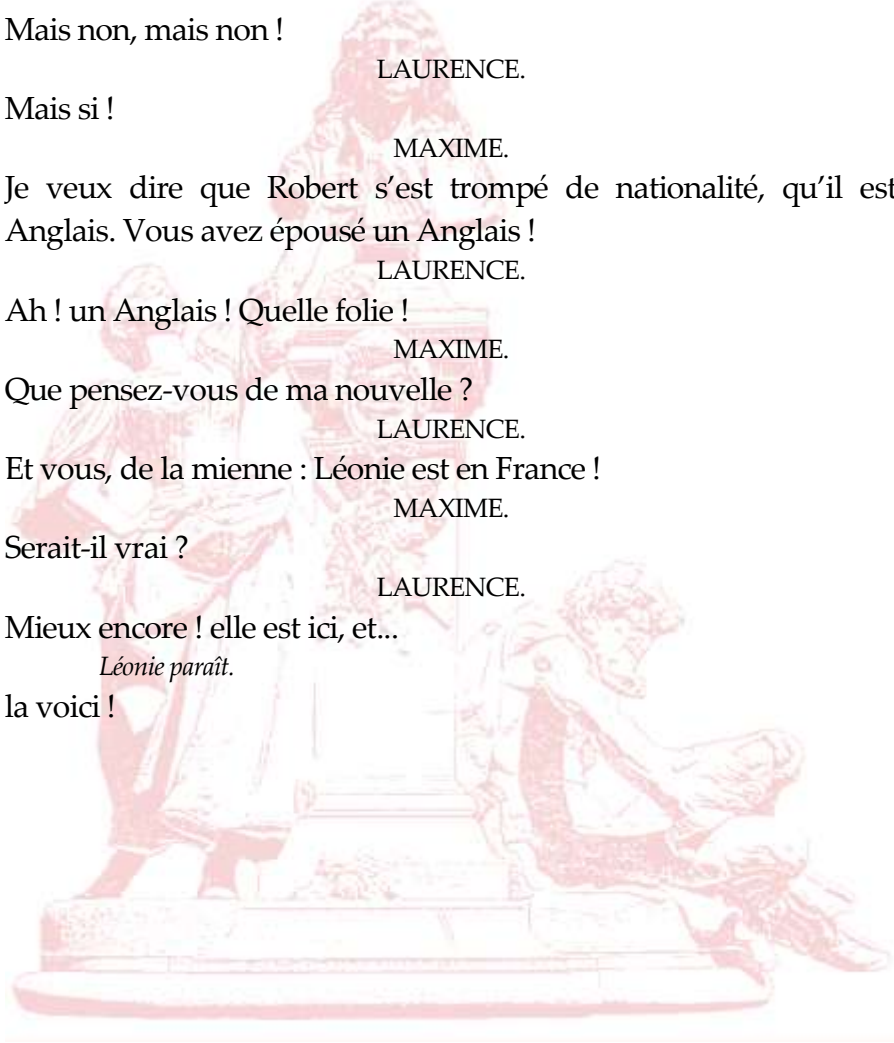 Mais non, mais non !
LAURENCE.
Mais si !
MAXIME.
Je veux dire que Robert s’est trompé de nationalité, qu’il est
Anglais. Vous avez épousé un Anglais !
LAURENCE.
Ah ! un Anglais ! Quelle folie !
MAXIME.
Que pensez-vous de ma nouvelle ?
LAURENCE.
Et vous, de la mienne : Léonie est en France !
MAXIME.
Serait-il vrai ?
LAURENCE.
Mieux encore ! elle est ici, et...
Léonie paraît.
la voici !